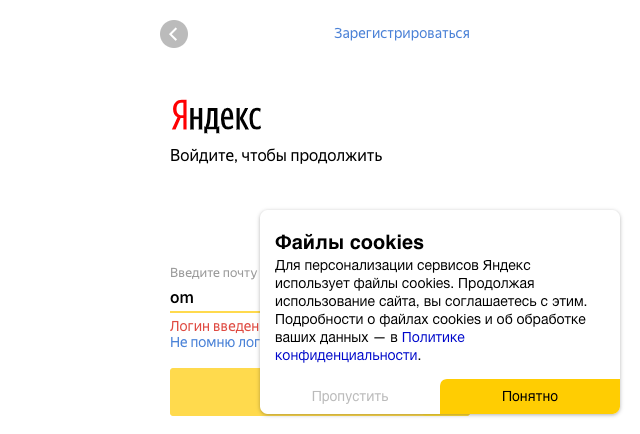 Зарегистрироваться
Яндекс
Войдите, чтобы продолжить
Файлы cookies
Для персонализации сервисов Яндекс
использует файлы cookies. Продолжая
использование сайта, вы соглашаетесь с этим.
Подробности о файлах cookies и об обработке
ваших данных — в Политике
конфиденциальности.
Пропустить
Понятно
Введите почту
om
Логин введен
Не помню лог